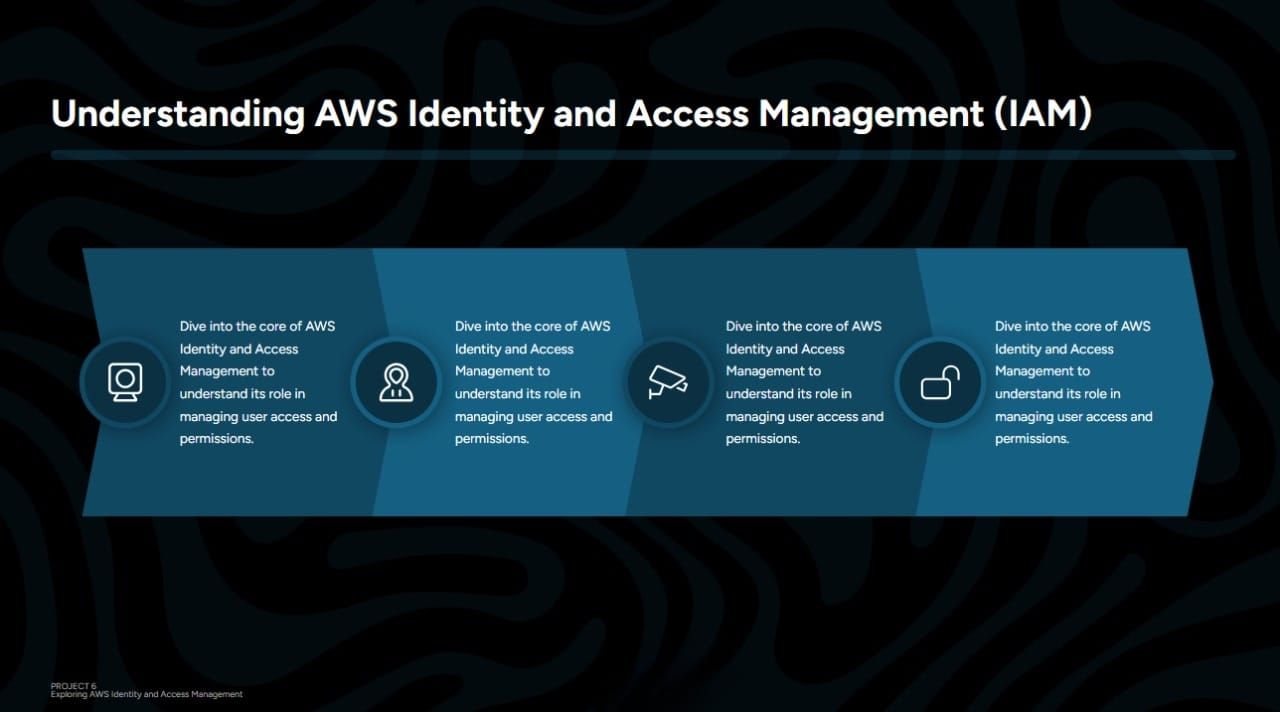 Understanding AWS Identity and Access Management (IAM)
Dive into the core of AWS
Identity and Access
Management to
understand its role in
managing user access and
permissions.
Dive into the core of AWS
Identity and Access
Management to
understand its role in
managing user access and
permissions.
Dive into the core of AWS
Identity and Access
Management to
understand its role in
managing user access and
permissions.
Dive into the core of AWS
Identity and Access
Management to
understand its role in
managing user access and
permissions.
PROJECT 6
Exploring AWS Identity and Access Management